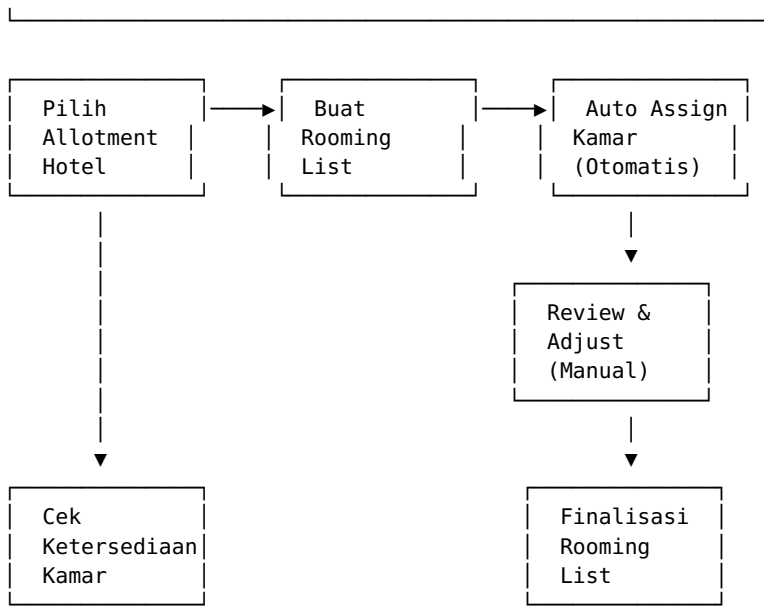 Pilih
Allotment
Hotel
Buat
Rooming
List
Auto Assign
Kamar
(Otomatis)
Review &
Adjust
(Manual)
Cek
Ketersediaan
Kamar
Finalisasi
Rooming
List